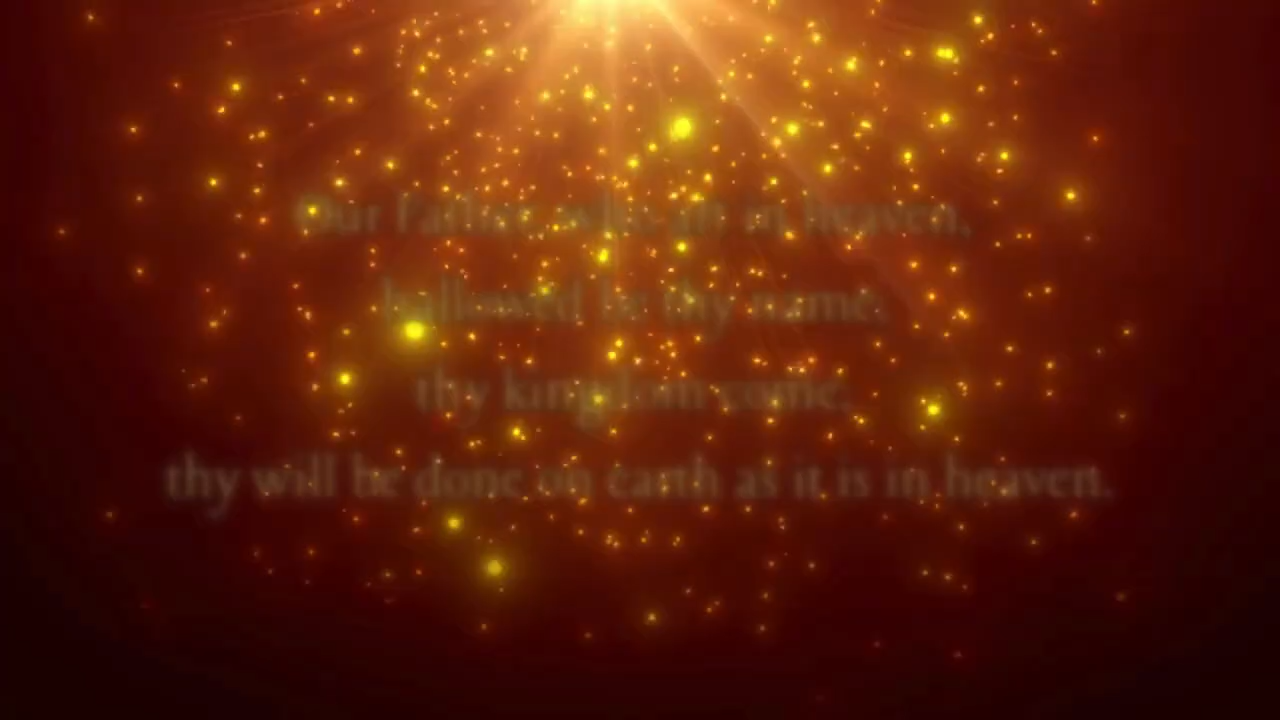 Our Father, who art in heaven,
hallowed be thy name;
thy kingdom come,
thy will be done on earth as it is in heaven.